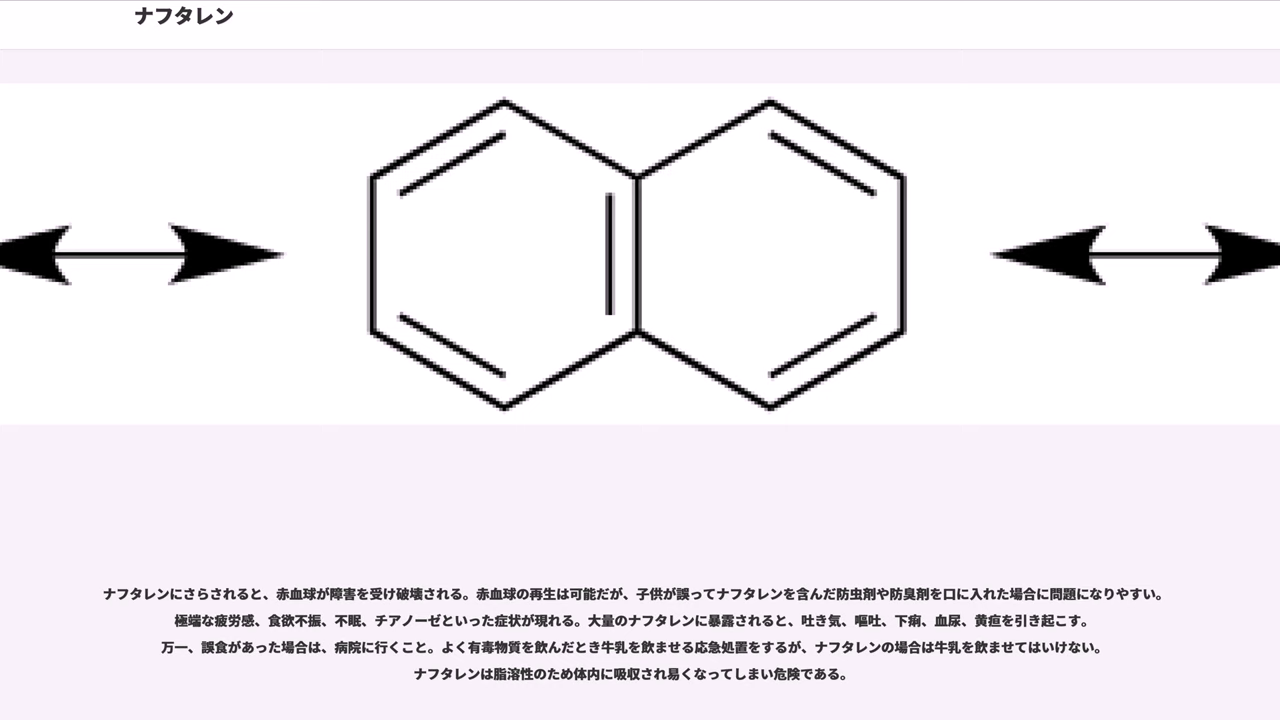 ナフタレン
ナフタレンにさらされると、赤血球が障害を受け破壊される。赤血球の再生は可能だが、子供が誤ってナフタレンを含んだ防虫剤や防臭剤を口に入れた場合に問題になりやすい。
極端な疲労感、食欲不振、不眠、チアノーゼといった症状が現れる。大量のナフタレンに暴露されると、吐き気、嘔吐、下痢、血尿、黄疸を引き起こす。
万一、誤食があった場合は、病院に行くこと。よく有毒物質を飲んだとき牛乳を飲ませる応急処置をするが、ナフタレンの場合は牛乳を飲ませてはいけない。
ナフタレンは脂溶性のため体内に吸収され易くなってしまい危険である。